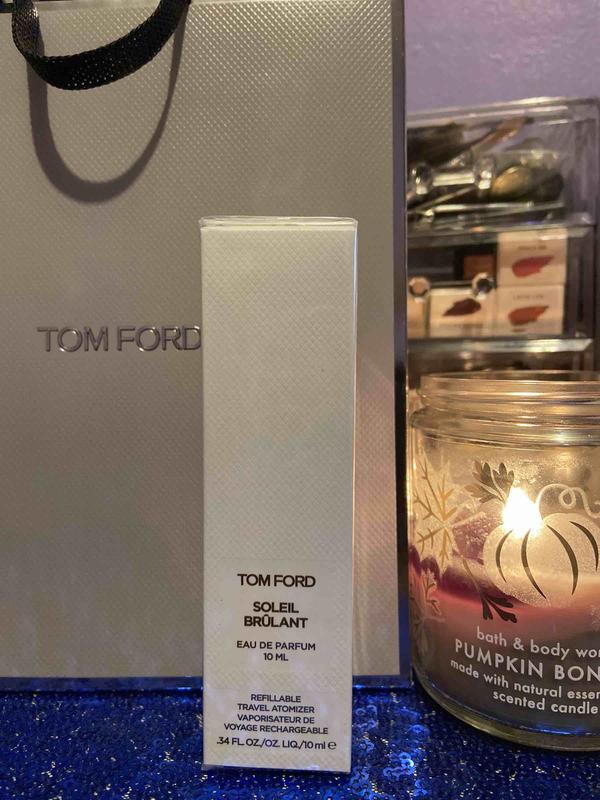 TOM FORD
TOM FORD
SOLEIL
BRÛLANT
EAU DE PARFUM
10 ML
REFILLABLE
TRAVEL ATOMIZER
VAPORISATEUR DE
VOYAGE RECHARGEABLE
.34 FL. OZ./OZ. LIQ./10 ml e
bath & body wor
PUMPKIN BON
made with natural essen
scented candle